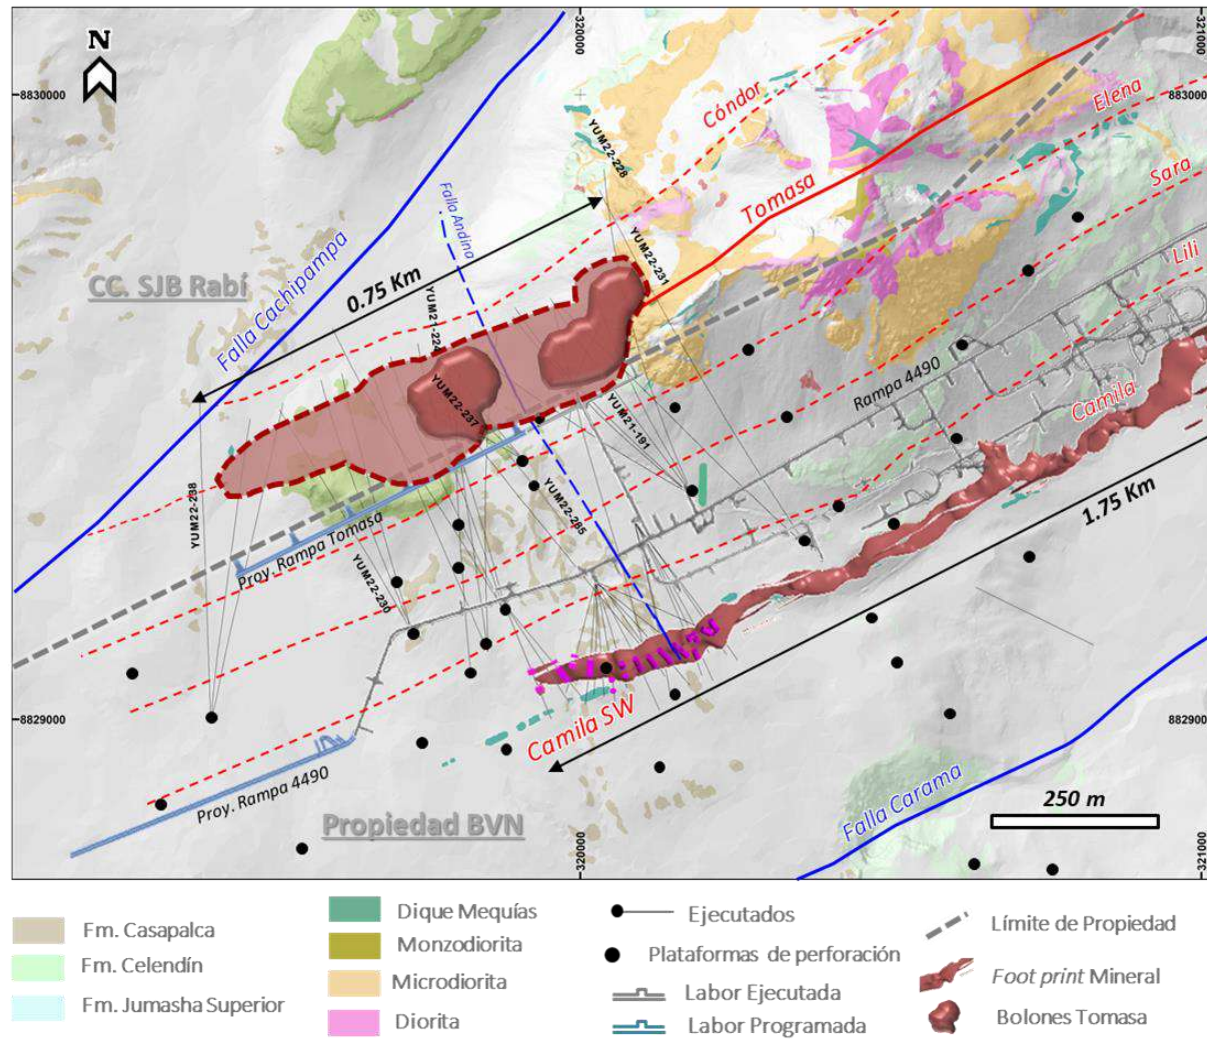 320000
321000
N
8830000
8830000
Cóndor
Elena
YUM22-228
Sara
Falla Andina
Tomasa
YUM22-231
Lili
CC. SJB Rabí
Falla Cachipampa
0.75 Km
YUM21-224
YUM22-237
Rampa 4490
Camila
YUM21-191
YUM22-238
YUM22-265
1.75 Km
Proy. Rampa Tomasa
YUM22-230
8829000
8829000
Camila SW
Proy. Rampa 4490
Falla Carama
250 m
Propiedad BVN
320000
321000
Fm. Casapalca
Fm. Celendín
Fm. Jumasha Superior
Dique Mequías
Monzodiorita
Microdiorita
Diorita
Ejecutados
Plataformas de perforación
Labor Ejecutada
Labor Programada
Límite de Propiedad
Foot print Mineral
Bolones Tomasa